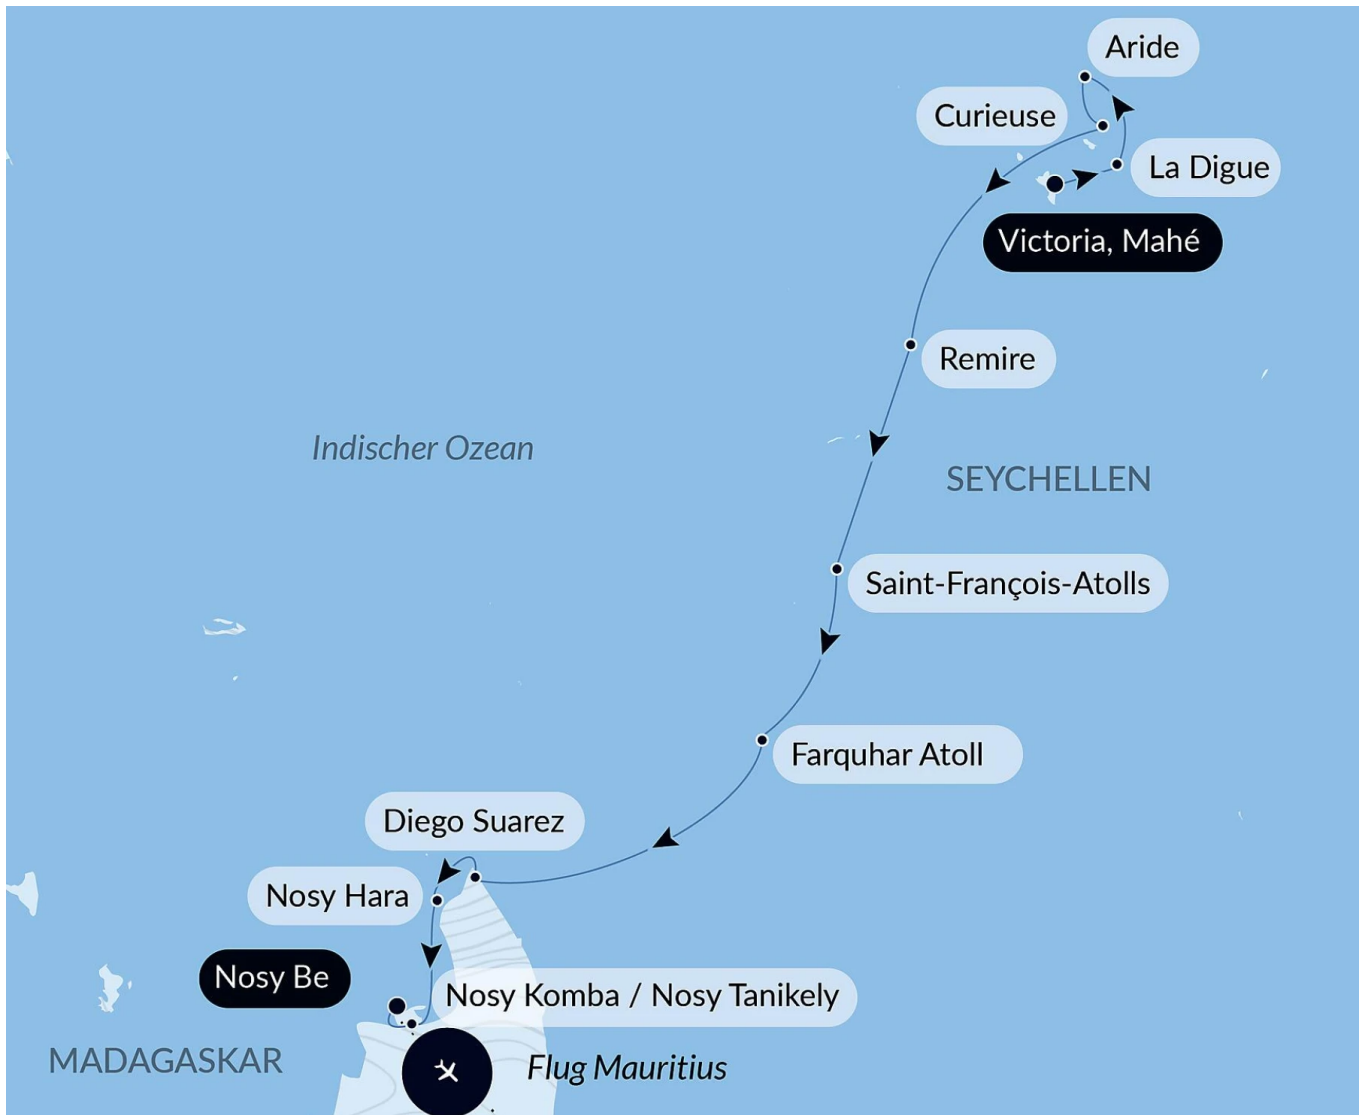 Aride
Curieuse
La Digue
Victoria, Mahé
Remire
Indischer Ozean
SEYCHELLEN
Saint-François-Atolls
Farquhar Atoll
Diego Suarez
Nosy Hara
Nosy Be
Nosy Komba / Nosy Tanikely
MADAGASKAR
Flug Mauritius